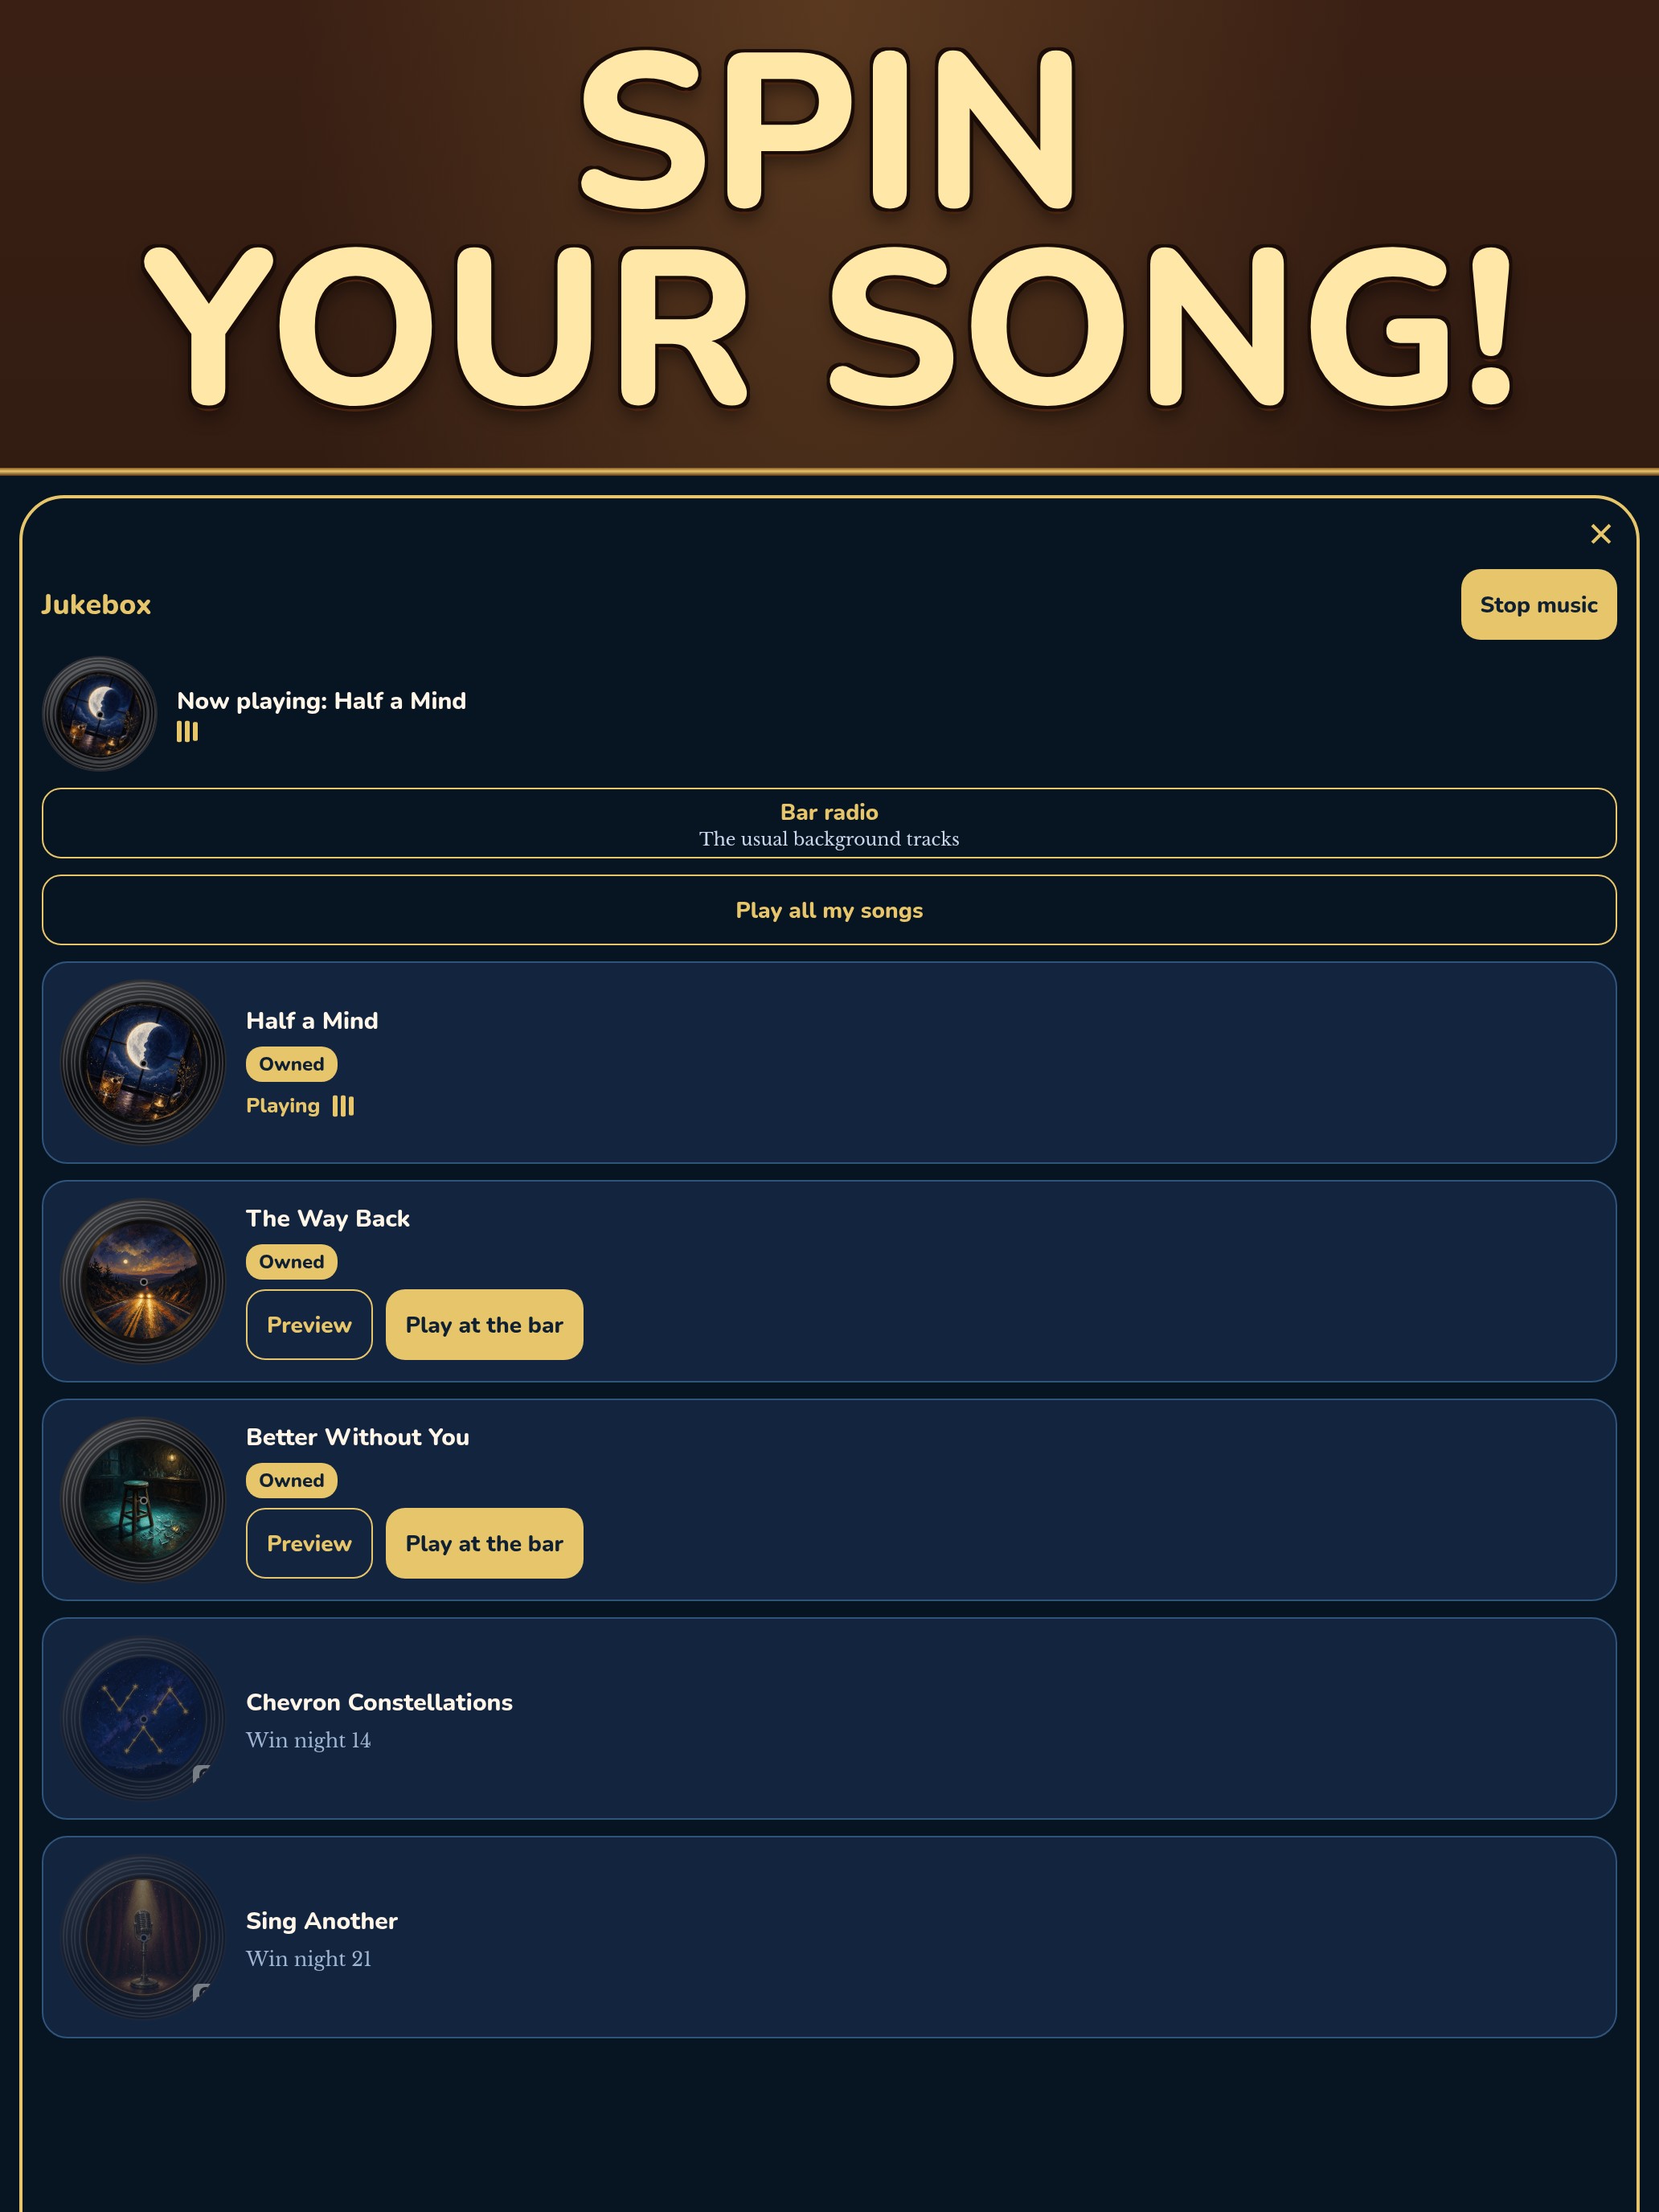 SPIN
YOUR SONG!
Jukebox
Stop music
Now playing: Half a Mind
Bar radio
The usual background tracks
Play all my songs
Half a Mind
Owned
Playing
The Way Back
Owned
Preview
Play at the bar
Better Without You
Owned
Preview
Play at the bar
Chevron Constellations
Win night 14
Sing Another
Win night 21